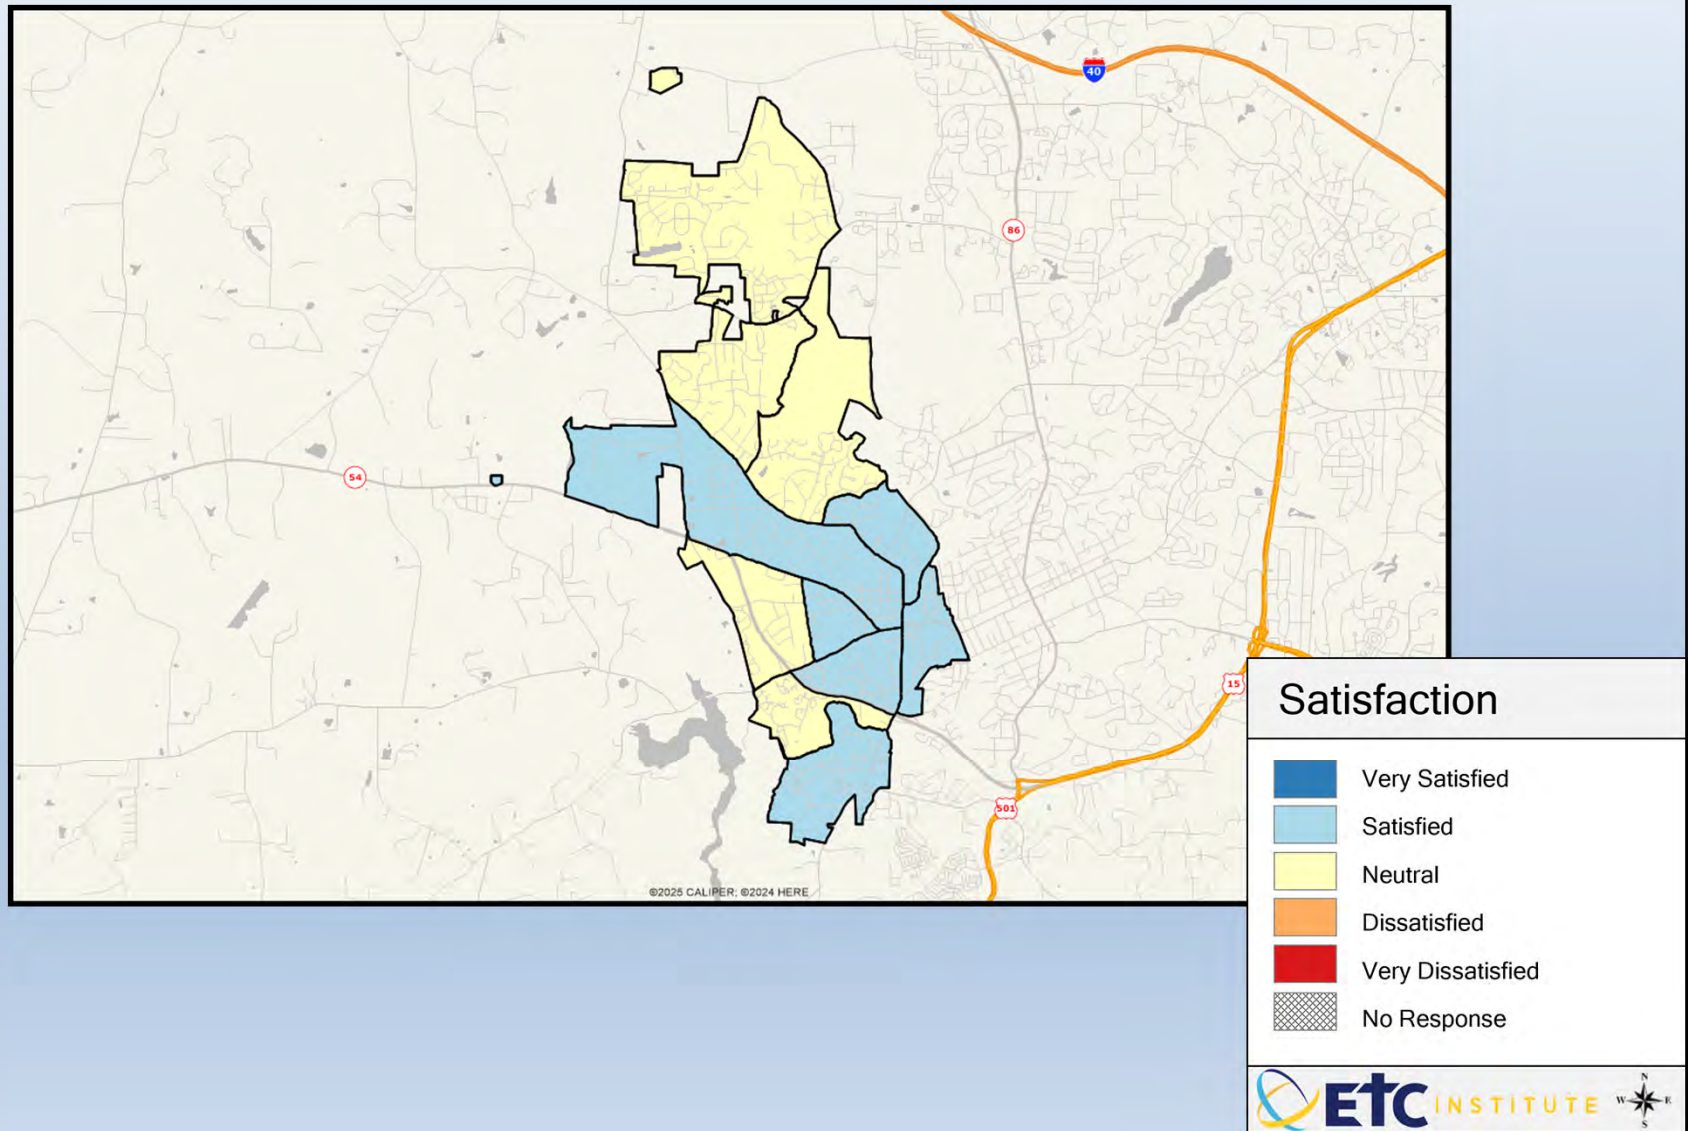 40
86
54
15
501
©2025 CALIPER; ©2024 HERE
Satisfaction
Very Satisfied
Satisfied
Neutral
Dissatisfied
Very Dissatisfied
No Response
ETC INSTITUTE
N
W E
S